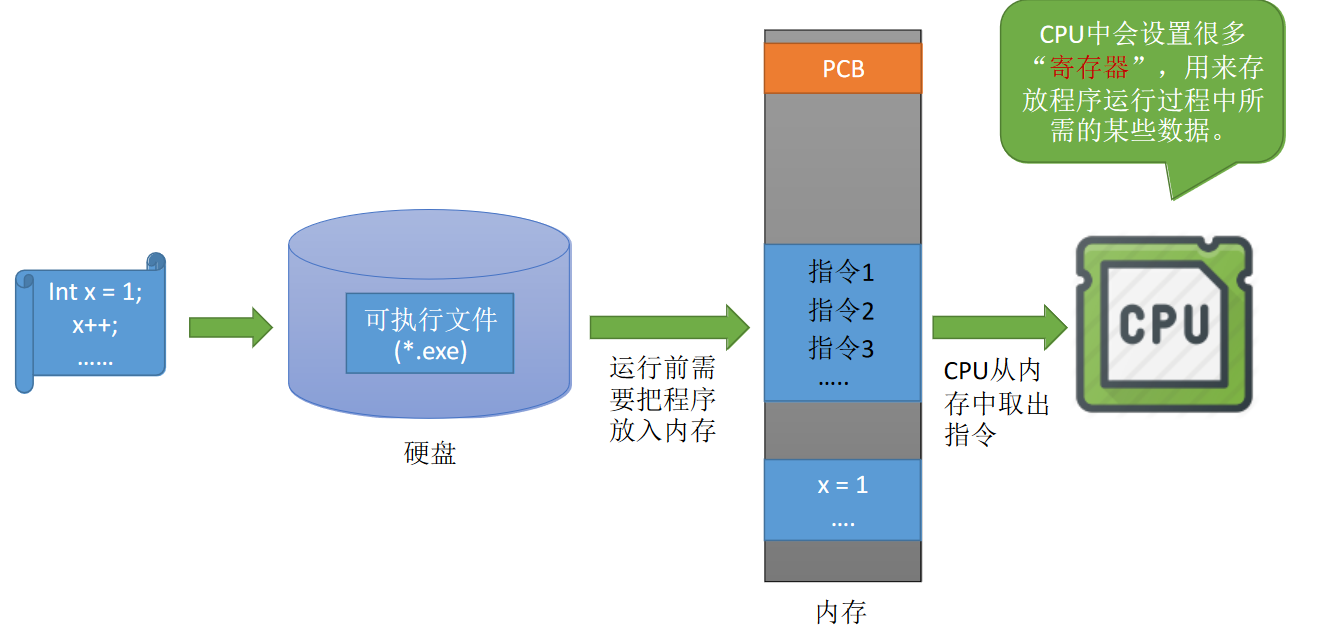 CPU中会设置很多
“寄存器”，用来存
放程序运行过程中所
需的某些数据。
PCB
Int x = 1;
x++;
……
可执行文件
(*.exe)
硬盘
运行前需
要把程序
放入内存
指令1
指令2
指令3
…..
x = 1
….
内存
CPU从内
存中取出
指令
CPU